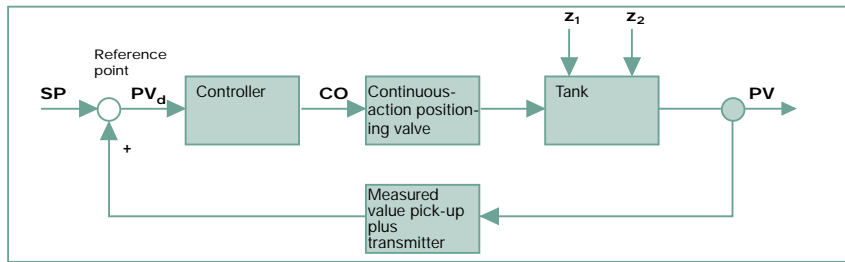 z1
z2
Reference
point
SP
PVd
Controller
CO
Continuous-
action position-
ing valve
Tank
PV
+
Measured
value pick-up
plus
transmitter